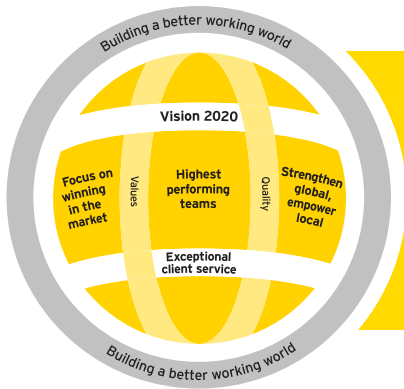 Building a better working world
Vision 2020
Focus on
winning
in the
market
Values
Highest
performing
teams
Quality
Strengthen
global,
empower
local
Exceptional
client service
Building a better working world